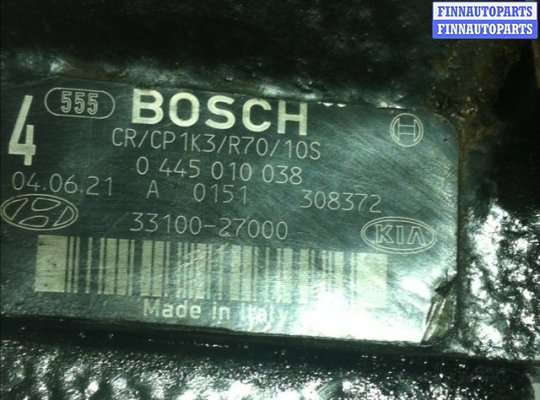 FINNAUTOPARTS
FINNAUTOPARTS
4 555 BOSCH
CR/CP1K3/R70/10S
0 445 010 038
04.06.21 A 0151 308372
33100-27000
KIA
Made in Italy